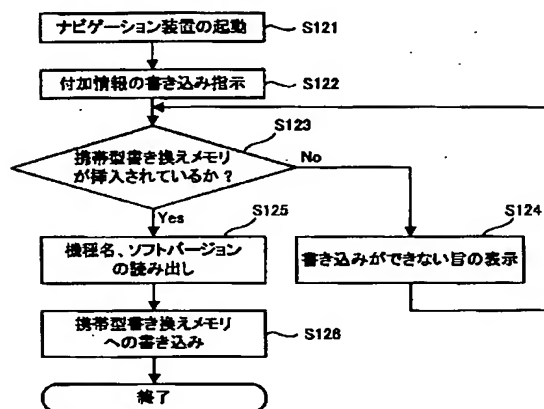 ナビゲーション装置の起動
S121
付加情報の書き込み指示
S122
S123
携帯型書き換えメモリ
が挿入されているか?
No
Yes
S125
S124
機種名、ソフトバージョン
の読み出し
書き込みができない旨の表示
携帯型書き換えメモリ
への書き込み
S126
終了